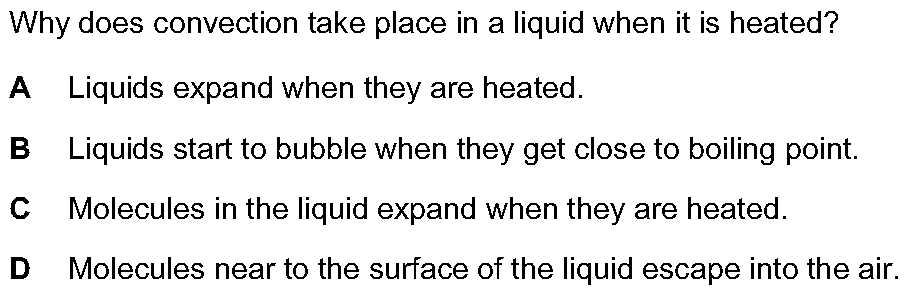 Why does convection take place in a liquid when it is heated?
A Liquids expand when they are heated.
B Liquids start to bubble when they get close to boiling point.
C Molecules in the liquid expand when they are heated.
D Molecules near to the surface of the liquid escape into the air.